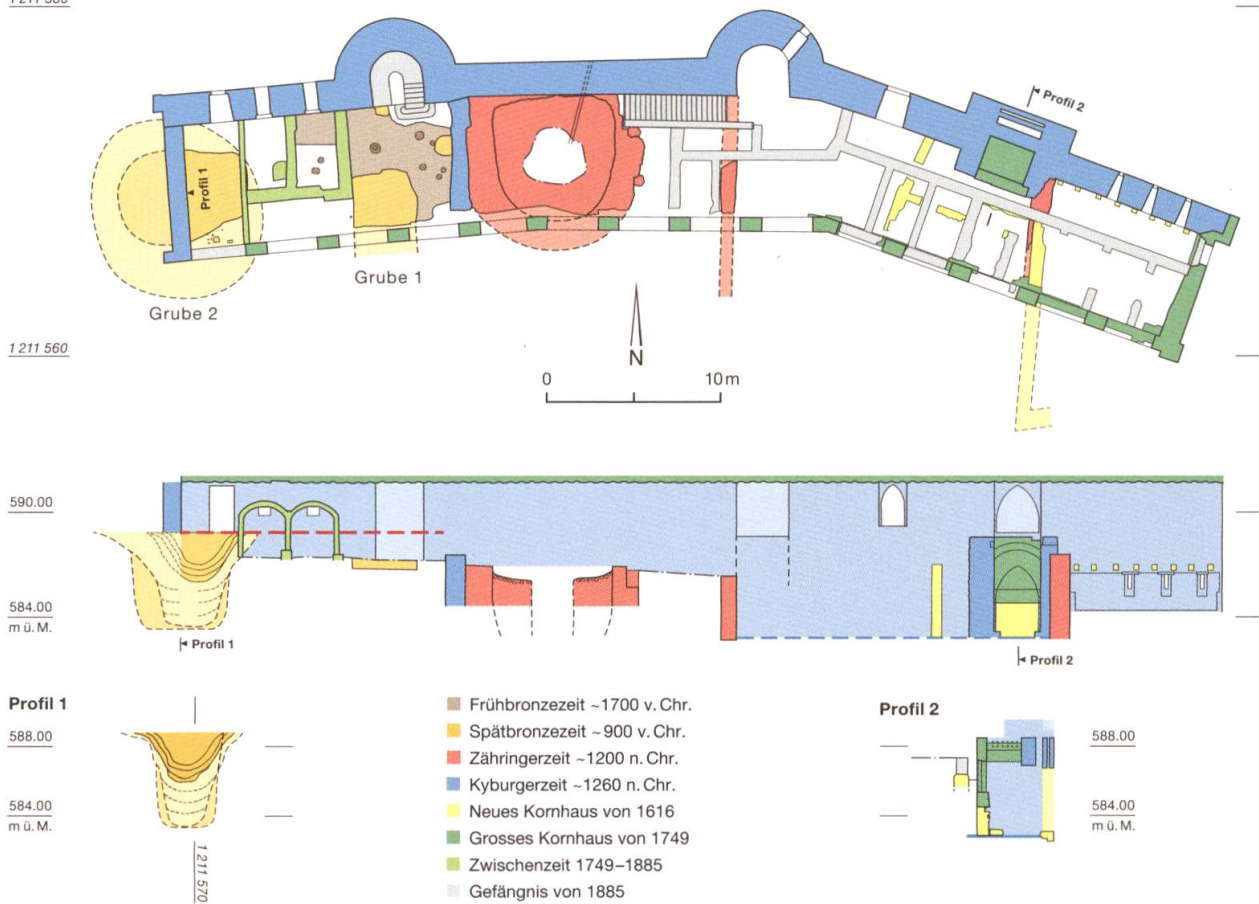 Profil 2
Profil 1
Grube 1
Grube 2
1 211 560
N
0 10 m
590.00
584.00
m ü. M.
Profil 1
Profil 2
Profil 1
588.00
584.00
m ü. M.
1 211 570
Frühbronzezeit ~1700 v. Chr.
Spätbronzezeit ~900 v. Chr.
Zähringerzeit ~1200 n. Chr.
Kyburgerzeit ~1260 n. Chr.
Neues Kornhaus von 1616
Grosses Kornhaus von 1749
Zwischenzeit 1749–1885
Gefängnis von 1885
Profil 2
588.00
584.00
m ü. M.